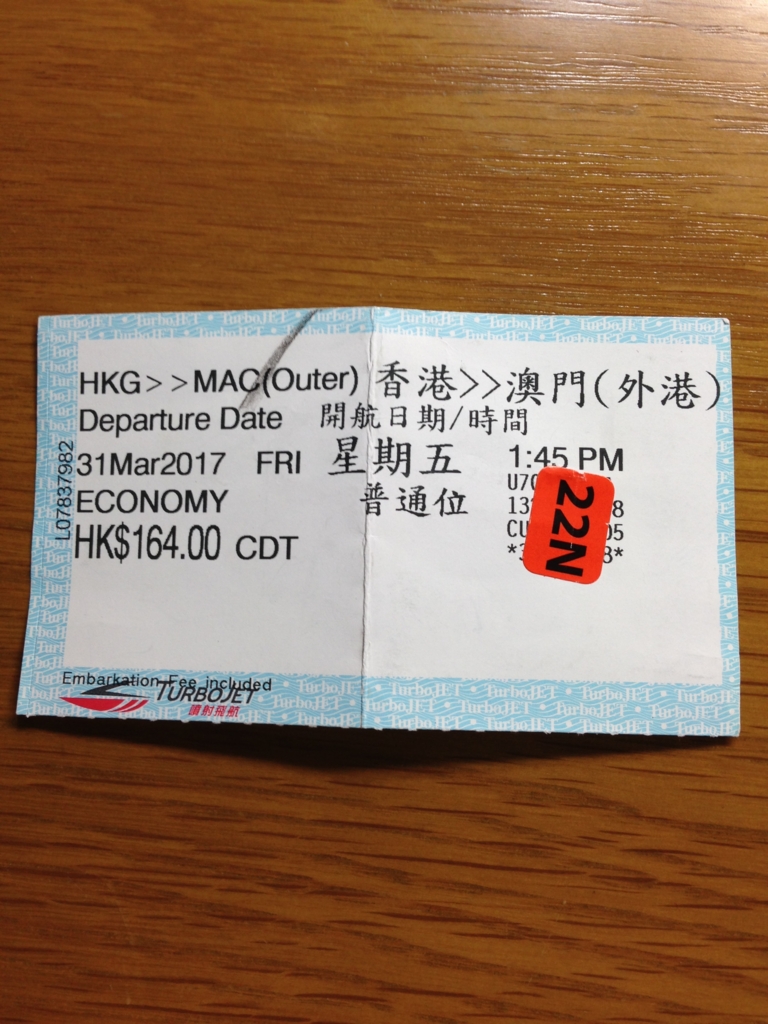 HKG>>MAC(Outer) 香港>>澳門(外港)
Departure Date 開航日期/時間
31Mar2017 FRI 星期五 1:45 PM
ECONOMY 普通位
HK$164.00 CDT
22N
L07837982
Embarkation Fee included
TURBOJET
噴射飛航